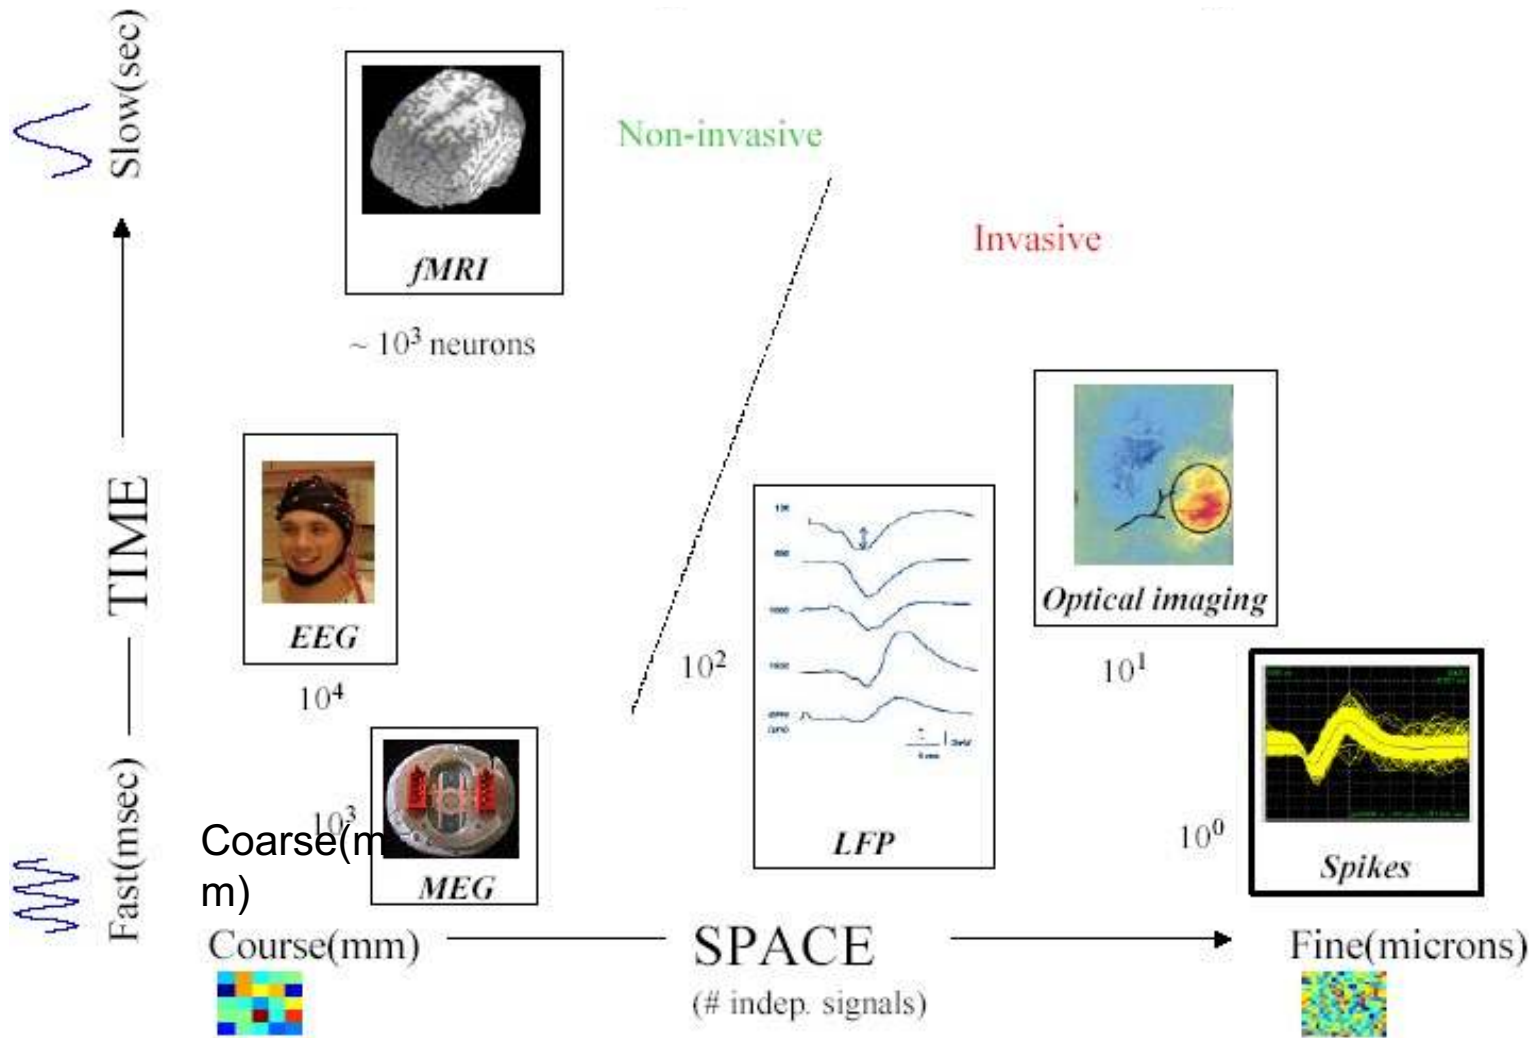 Slow(sec)
TIME
Fast(msec)
fMRI
~ 10³ neurons
Non-invasive
Invasive
EEG
10⁴
10³
MEG
Coarse(m
m)
10²
LFP
Optical imaging
10¹
10⁰
Spikes
Course(mm)
SPACE
(# indep. signals)
Fine(microns)